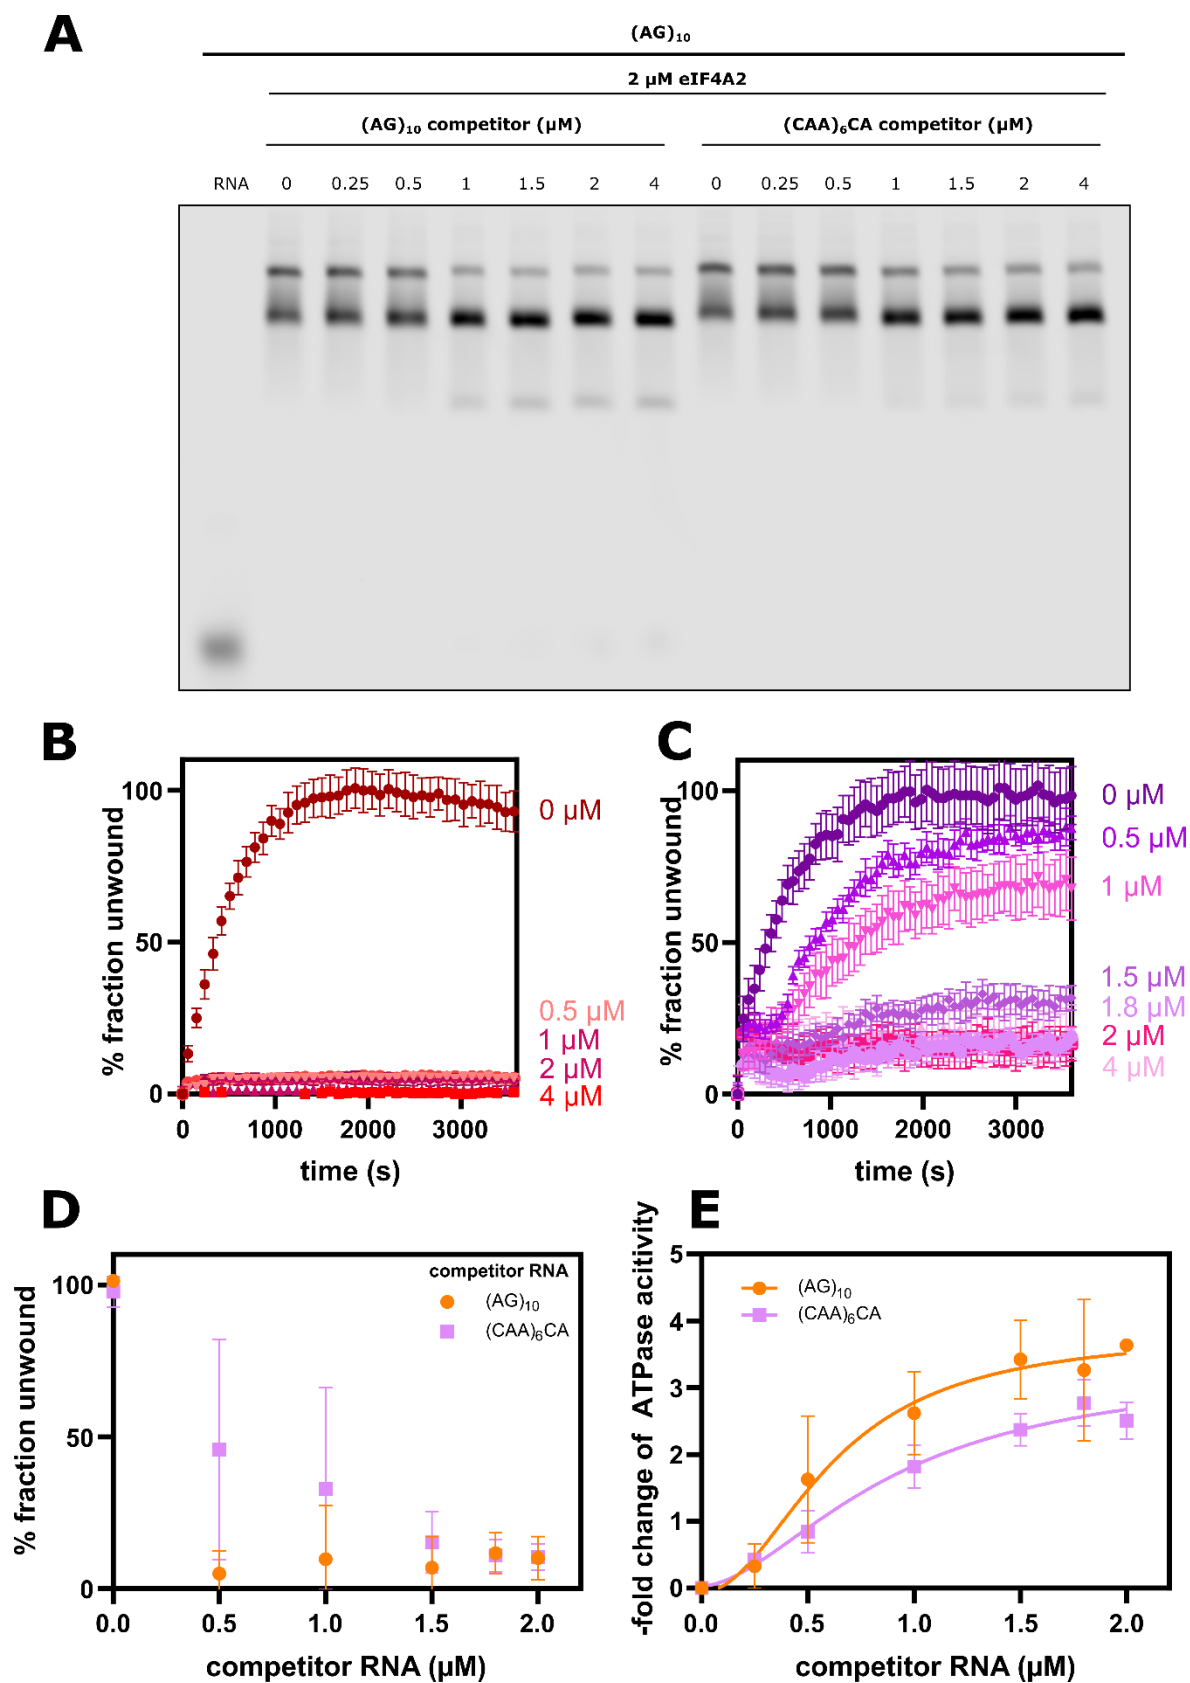 A
(AG)₁₀
2 µM eIF4A2
(AG)₁₀ competitor (µM) (CAA)₆CA competitor (µM)
RNA 0 0.25 0.5 1 1.5 2 4 0 0.25 0.5 1 1.5 2 4
B
% fraction unwound
100
50
0
0 1000 2000 3000
time (s)
0 µM
0.5 µM
1 µM
2 µM
4 µM
C
% fraction unwound
100
50
0
0 1000 2000 3000
time (s)
0 µM
0.5 µM
1 µM
1.5 µM
1.8 µM
2 µM
4 µM
D
% fraction unwound
100
50
0
0.0 0.5 1.0 1.5 2.0
competitor RNA (µM)
competitor RNA
(AG)₁₀
(CAA)₆CA
E
-fold change of ATPase acitivity
5
4
3
2
1
0
0.0 0.5 1.0 1.5 2.0
competitor RNA (µM)
(AG)₁₀
(CAA)₆CA